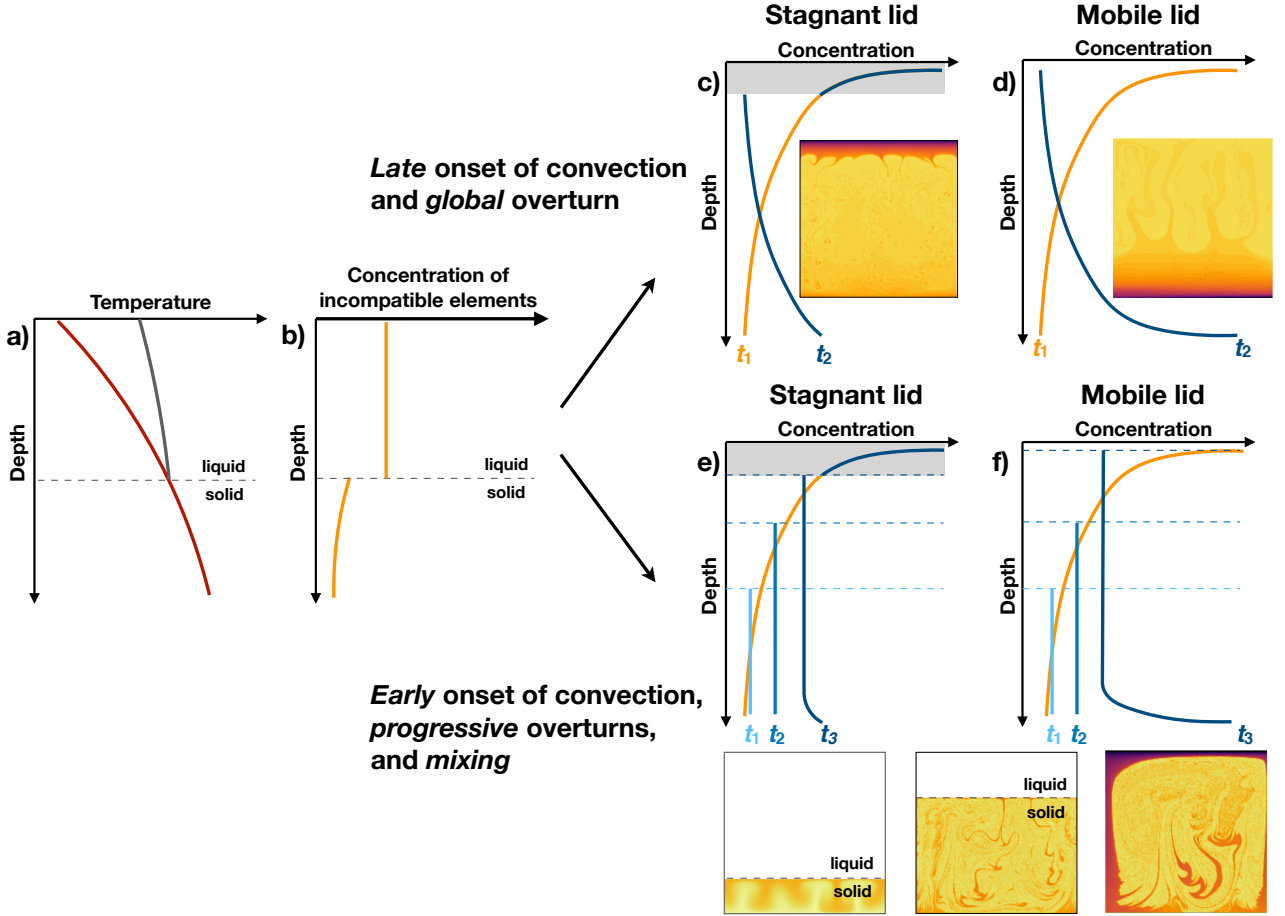 Stagnant lid
Mobile lid
Concentration
Concentration
c)
d)
Depth
Depth
t1
t2
t1
t2
Late onset of convection
and global overturn
Temperature
Concentration of
incompatible elements
a)
b)
Depth
Depth
liquid
solid
liquid
solid
Stagnant lid
Mobile lid
Concentration
Concentration
e)
f)
Depth
Depth
t1
t2
t3
t1
t2
t3
Early onset of convection,
progressive overturns,
and mixing
liquid
solid
liquid
solid